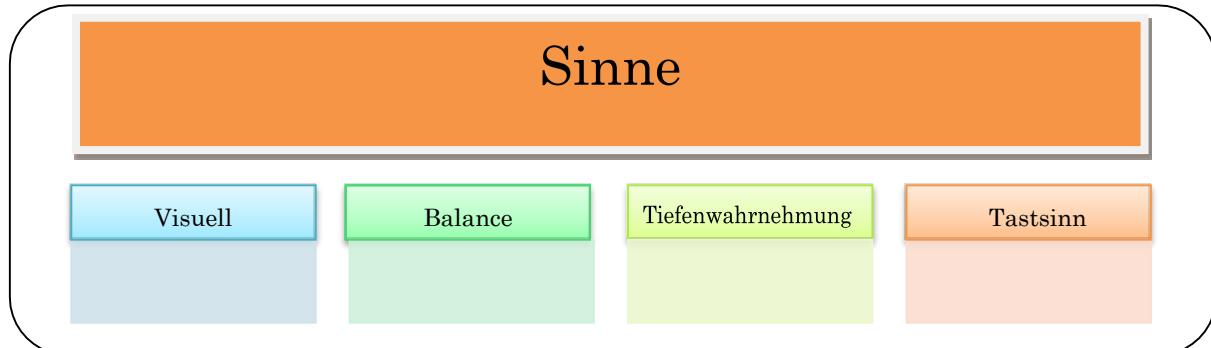 Sinne
Visuell
Balance
Tiefenwahrnehmung
Tastsinn